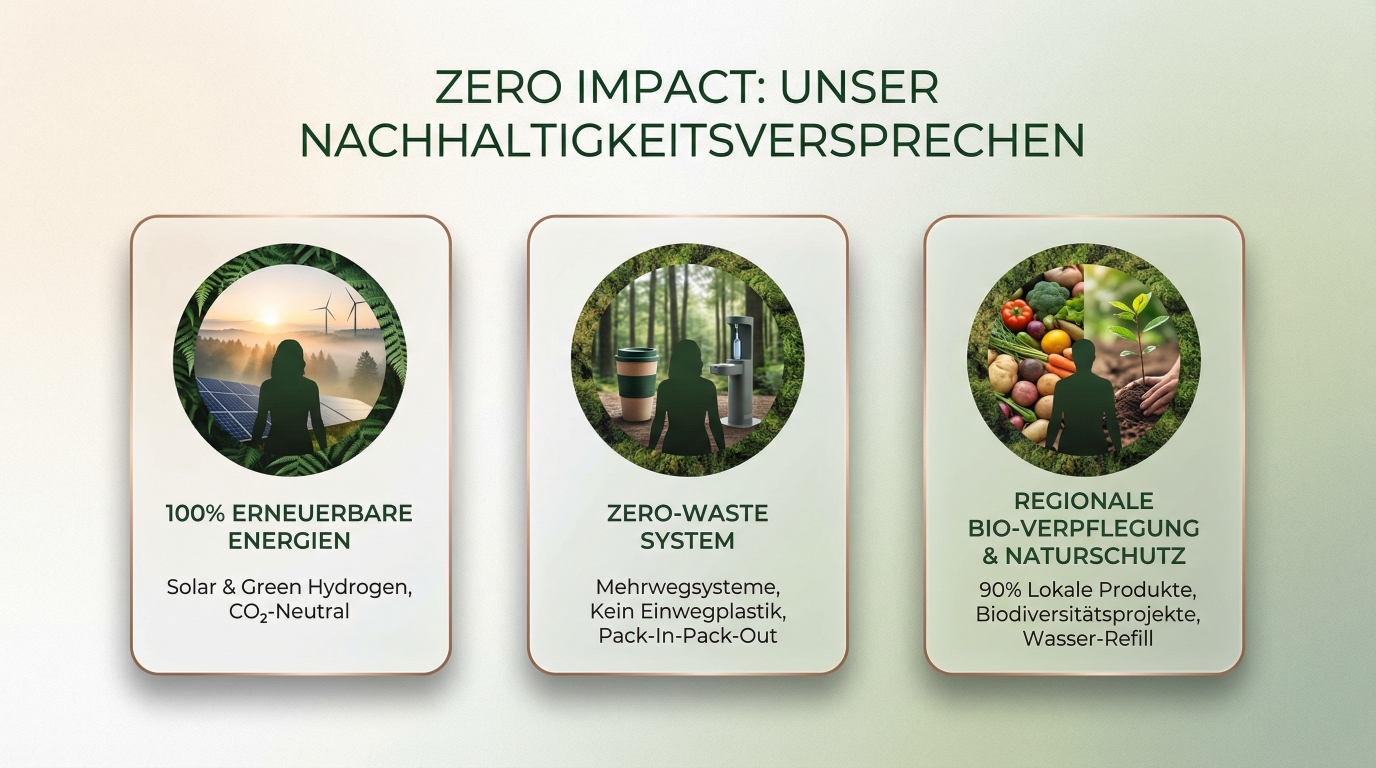 ZERO IMPACT: UNSER
NACHHALTIGKEITSVERSPRECHEN
100% ERNEUERBARE
ENERGIEN
Solar & Green Hydrogen,
CO₂-Neutral
ZERO-WASTE
SYSTEM
Mehrwegsysteme,
Kein Einwegplastik,
Pack-In-Pack-Out
REGIONALE
BIO-VERPFLEGUNG
& NATURSCHUTZ
90% Lokale Produkte,
Biodiversitätsprojekte,
Wasser-Refill